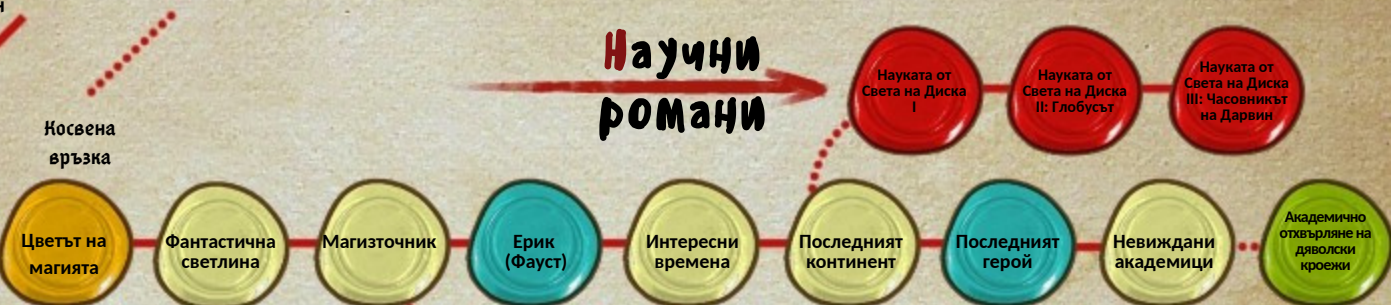 н
Косвена
връзка
Научни
романи
Науката от
Света на Диска
I
Науката от
Света на Диска
II: Глобусът
Науката от
Света на Диска
III: Часовникът
на Дарвин
Цветът на
магията
Фантастична
светлина
Магизточник
Ерик
(Фауст)
Интересни
времена
Последният
континент
Последният
герой
Невиждани
академици
Академично
отхвърляне на
дяволски
кроежи